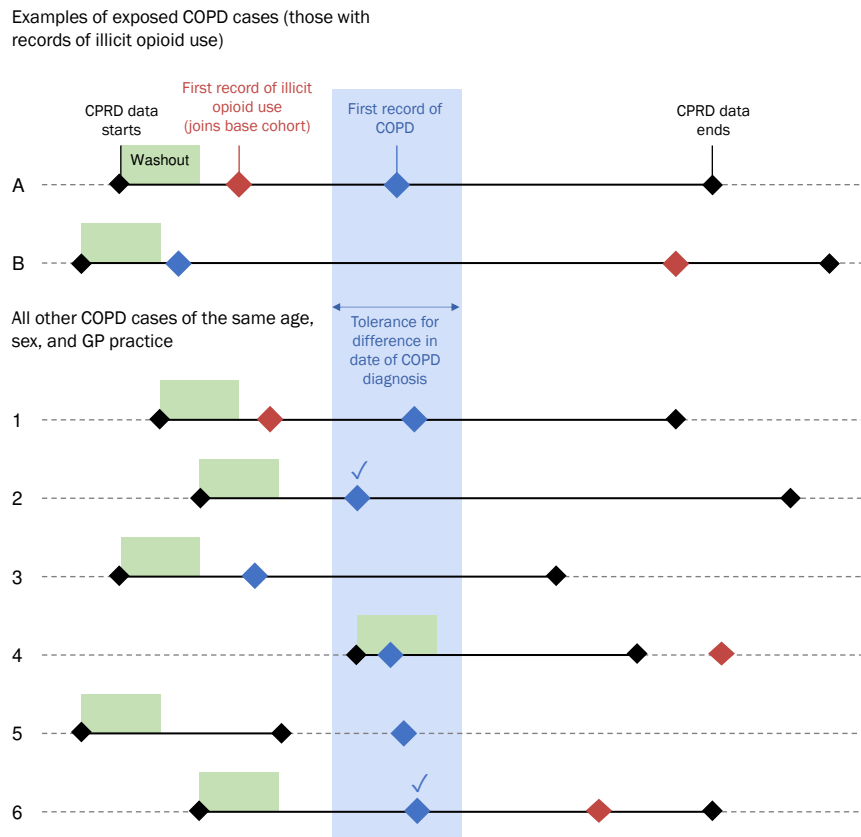 Examples of exposed COPD cases (those with
records of illicit opioid use)
First record of illicit
opioid use
(joins base cohort)
CPRD data
starts
First record of
COPD
CPRD data
ends
Washout
A
B
All other COPD cases of the same age,
sex, and GP practice
Tolerance for
difference in
date of COPD
diagnosis
1
2
3
4
5
6